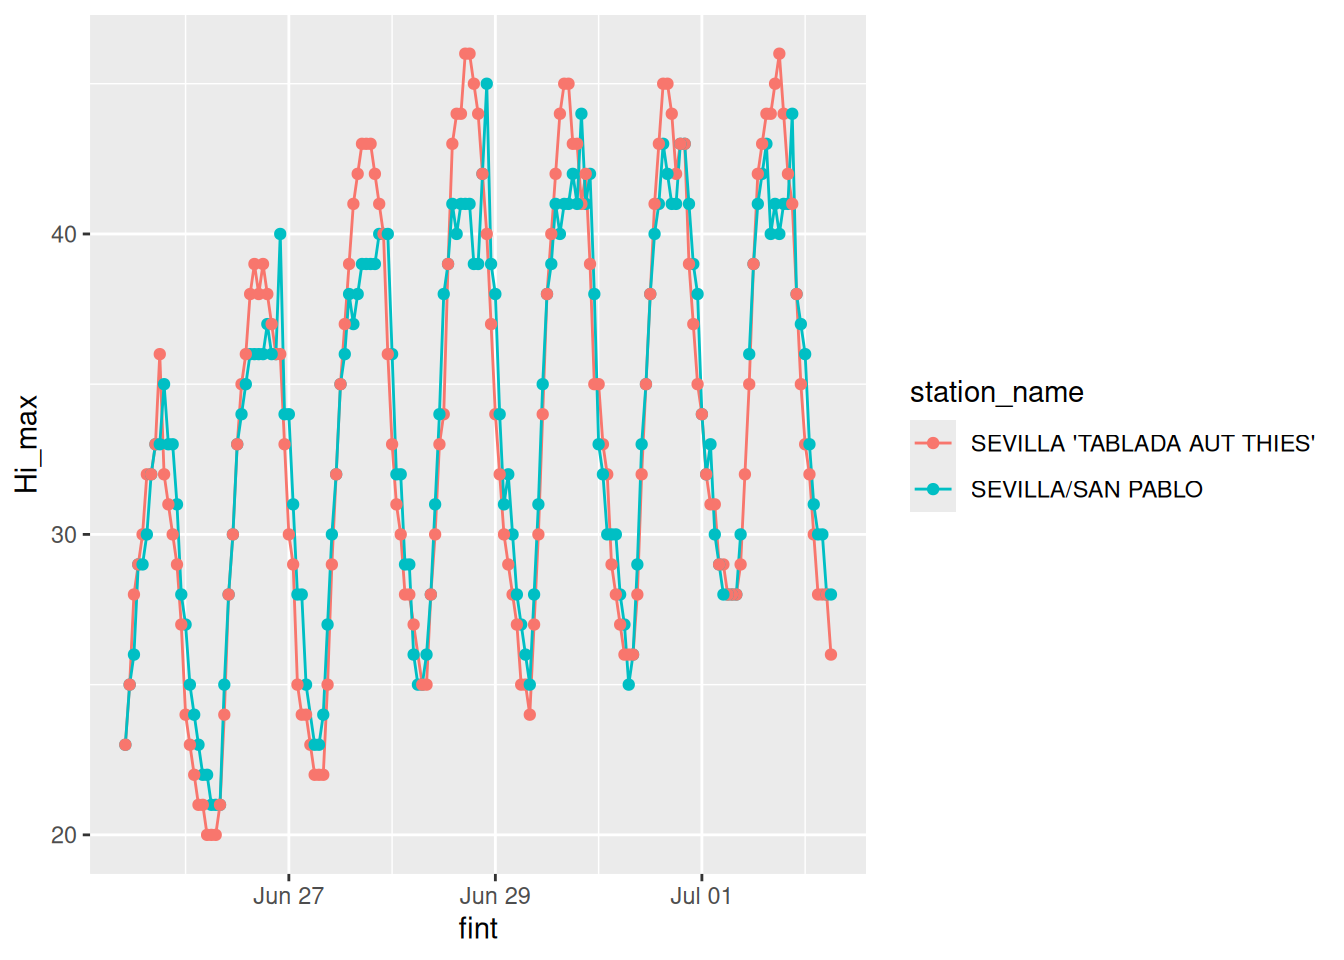 Hi_max
40
30
20
Jun 27
Jun 29
Jul 01
fint
station_name
SEVILLA 'TABLADA AUT THIES'
SEVILLA/SAN PABLO